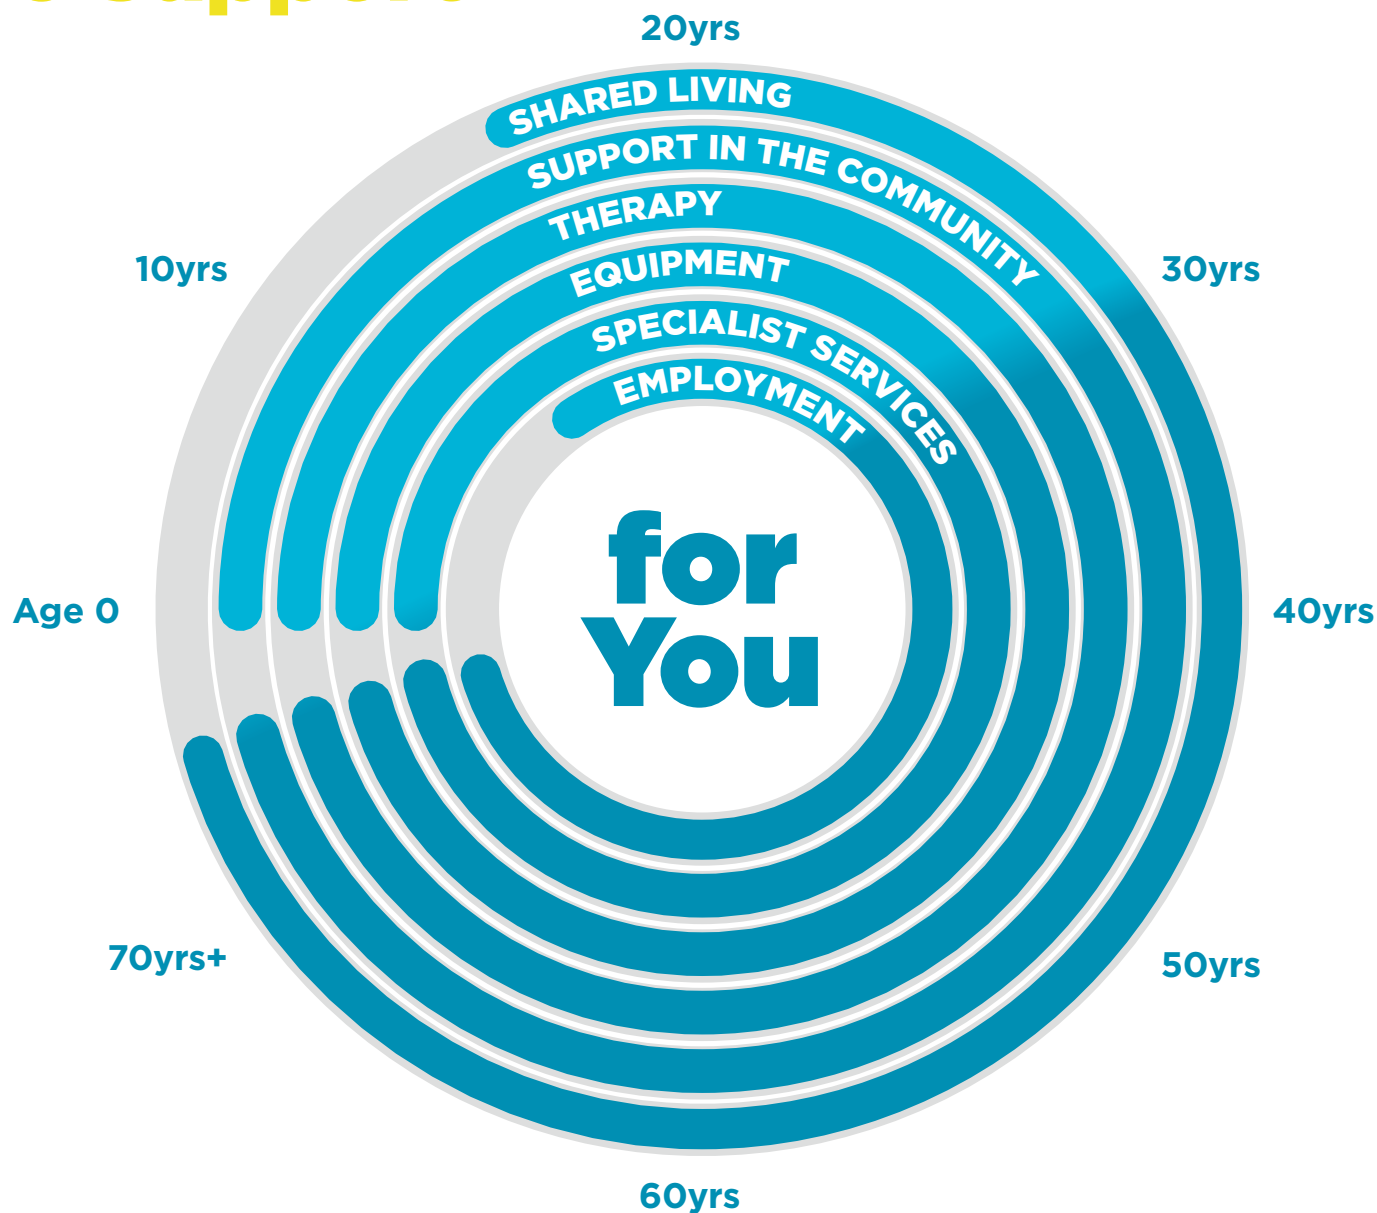 support
20yrs
SHARED LIVING
SUPPORT IN THE COMMUNITY
THERAPY
10yrs
30yrs
EQUIPMENT
SPECIALIST SERVICES
EMPLOYMENT
for
You
Age 0
40yrs
70yrs+
50yrs
60yrs